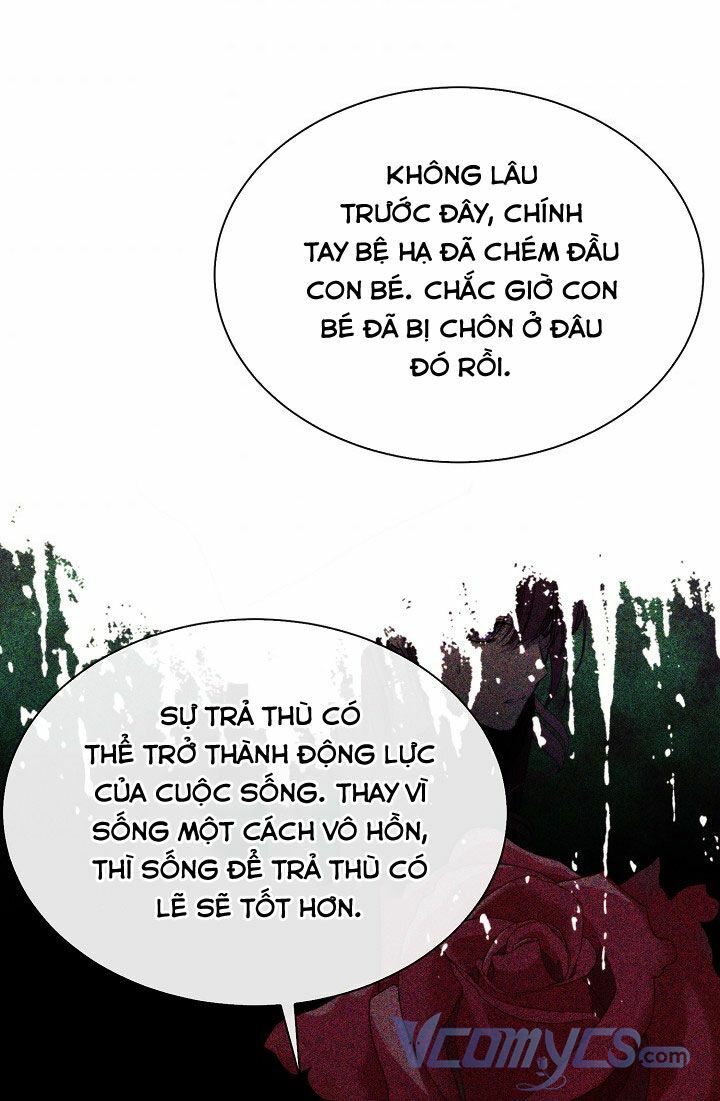 KHÔNG LÂU
TRƯỚC ĐÂY, CHÍNH
TAY BỆ HẠ ĐÃ CHÉM ĐẦU
CON BÉ. CHẮC GIỜ CON
BÉ ĐÃ BỊ CHÔN Ở ĐÂU
ĐÓ RỒI.
SỰ TRẢ THÙ CÓ
THỂ TRỞ THÀNH ĐỘNG LỰC
CỦA CUỘC SỐNG. THAY VÌ
SỐNG MỘT CÁCH VÔ HỒN,
THÌ SỐNG ĐỂ TRẢ THÙ CÓ
LẼ SẼ TỐT HƠN.
VCOMYCS.com